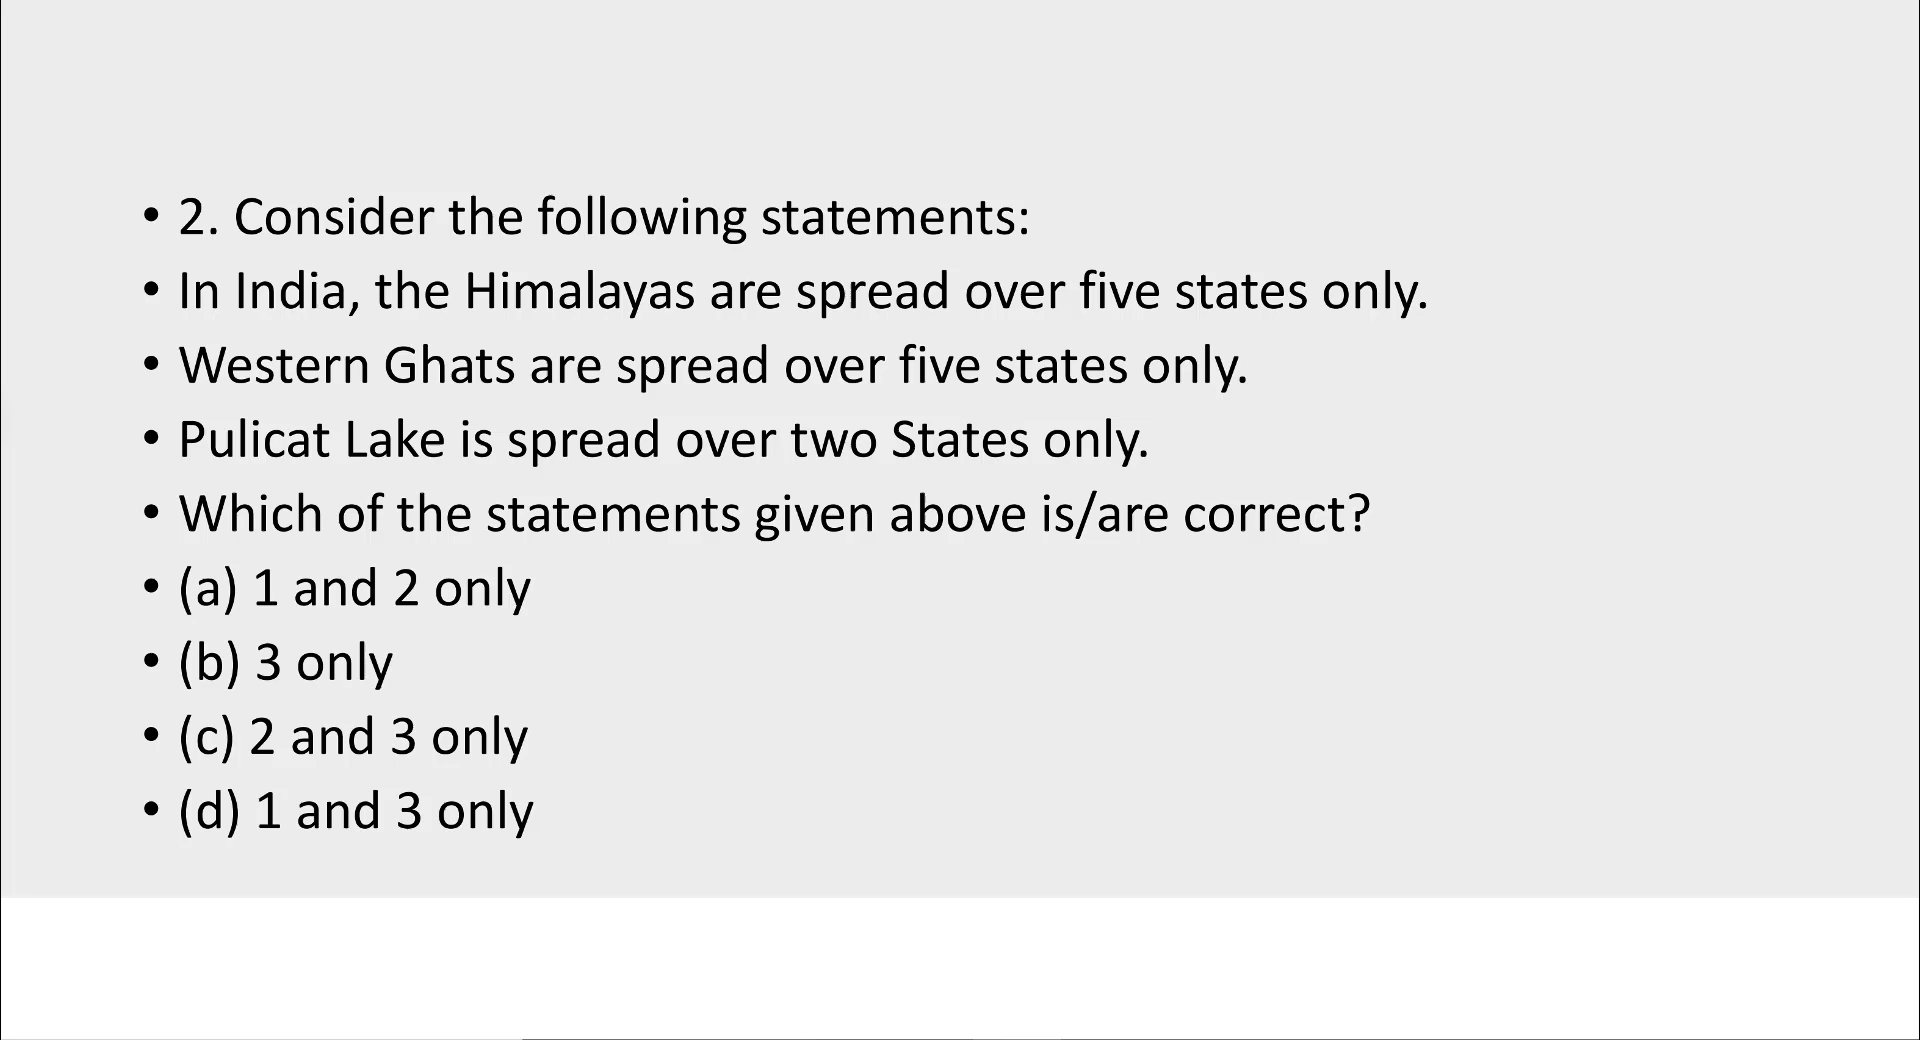 • 2. Consider the following statements:
• In India, the Himalayas are spread over five states only.
• Western Ghats are spread over five states only.
• Pulicat Lake is spread over two States only.
• Which of the statements given above is/are correct?
• (a) 1 and 2 only
• (b) 3 only
• (c) 2 and 3 only
• (d) 1 and 3 only